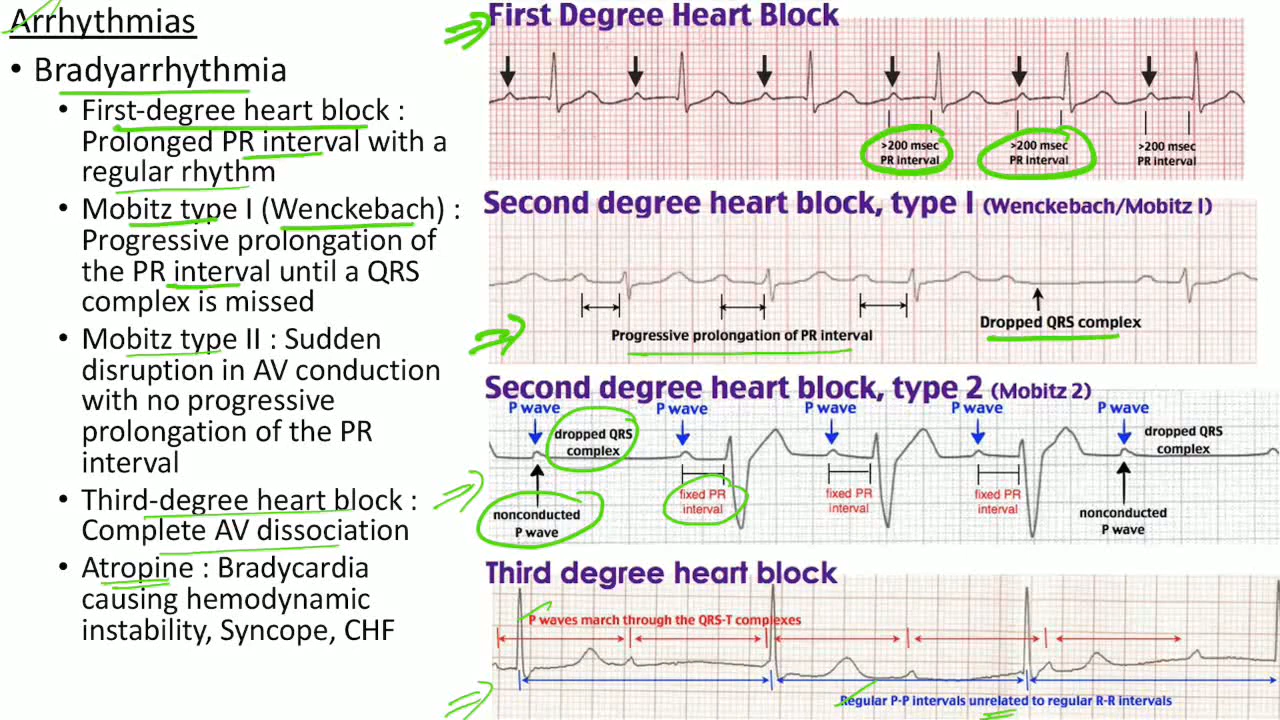 Arrhythmias
• Bradyarrhythmia
• First-degree heart block :
Prolonged PR interval with a
regular rhythm
• Mobitz type I (Wenckebach) :
Progressive prolongation of
the PR interval until a QRS
complex is missed
• Mobitz type II : Sudden
disruption in AV conduction
with no progressive
prolongation of the PR
interval
• Third-degree heart block :
Complete AV dissociation
• Atropine : Bradycardia
causing hemodynamic
instability, Syncope, CHF
First Degree Heart Block
>200 msec
PR interval
>200 msec
PR interval
>200 msec
PR interval
Second degree heart block, type I (Wenckebach/Mobitz I)
Progressive prolongation of PR interval
Dropped QRS complex
Second degree heart block, type 2 (Mobitz 2)
P wave
P wave
P wave
P wave
P wave
dropped QRS
complex
dropped QRS
complex
fixed PR
interval
fixed PR
interval
fixed PR
interval
nonconducted
P wave
nonconducted
P wave
Third degree heart block
P waves march through the QRS-T complexes
Regular P-P intervals unrelated to regular R-R intervals